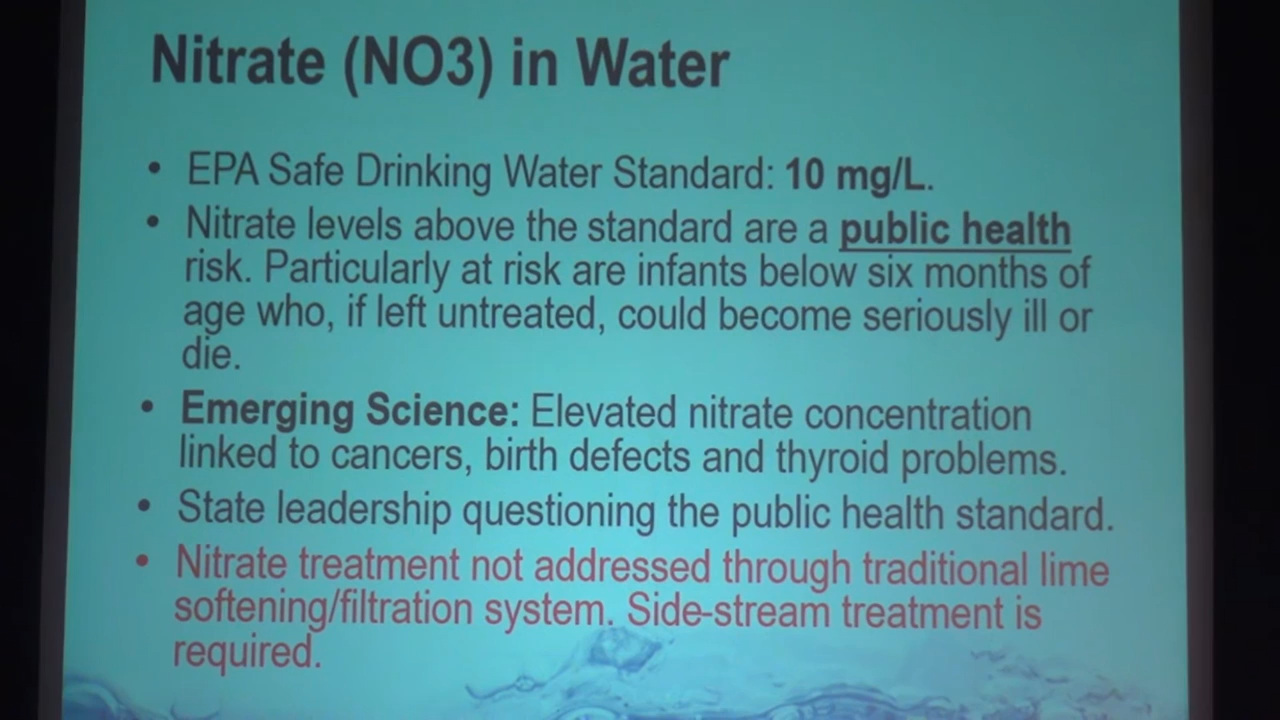 Nitrate (NO3) in Water
• EPA Safe Drinking Water Standard: 10 mg/L.
• Nitrate levels above the standard are a public health
risk. Particularly at risk are infants below six months of
age who, if left untreated, could become seriously ill or
die.
• Emerging Science: Elevated nitrate concentration
linked to cancers, birth defects and thyroid problems.
• State leadership questioning the public health standard.
• Nitrate treatment not addressed through traditional lime
softening/filtration system. Side-stream treatment is
required.